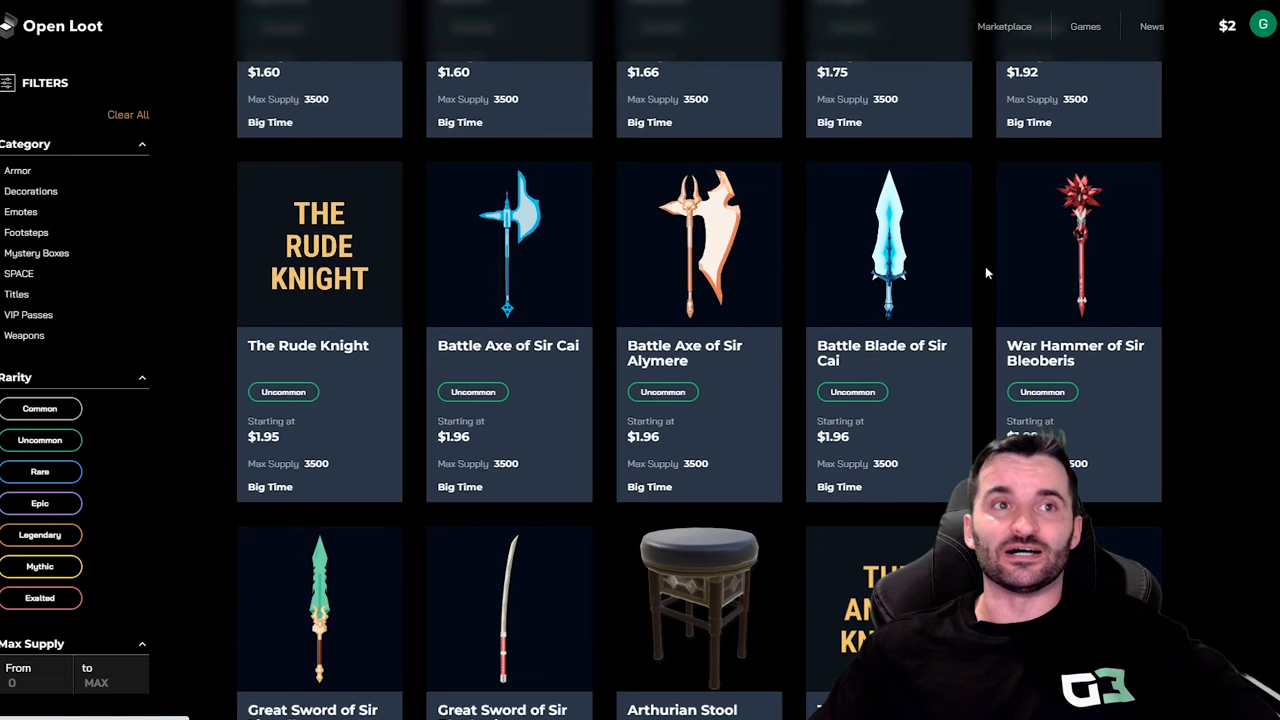 Open Loot
Marketplace
Games
News
$2
G
FILTERS
Clear All
Category
Armor
Decorations
Emotes
Footsteps
Mystery Boxes
SPACE
Titles
VIP Passes
Weapons
Rarity
Common
Uncommon
Rare
Epic
Legendary
Mythic
Exalted
Max Supply
From
to
0
MAX
$1.60
Max Supply 3500
Big Time
$1.60
Max Supply 3500
Big Time
$1.66
Max Supply 3500
Big Time
$1.75
Max Supply 3500
Big Time
$1.92
Max Supply 3500
Big Time
THE
RUDE
KNIGHT
The Rude Knight
Uncommon
Starting at
$1.95
Max Supply 3500
Big Time
Battle Axe of Sir Cai
Uncommon
Starting at
$1.96
Max Supply 3500
Big Time
Battle Axe of Sir
Alymere
Uncommon
Starting at
$1.96
Max Supply 3500
Big Time
Battle Blade of Sir
Cai
Uncommon
Starting at
$1.96
Max Supply 3500
Big Time
War Hammer of Sir
Bleoberis
Uncommon
Starting at
Great Sword of Sir
Great Sword of Sir
Arthurian Stool
G3